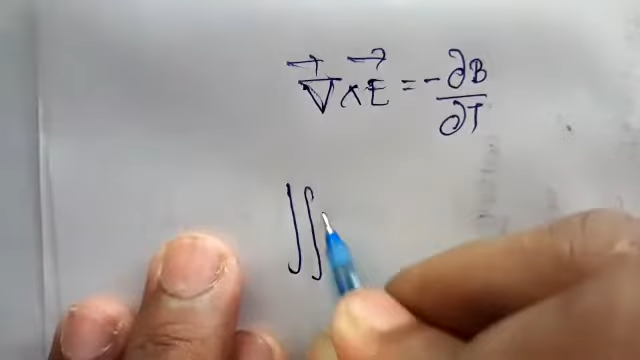 ∇⃗ × E⃗ = -∂B/∂T
∬